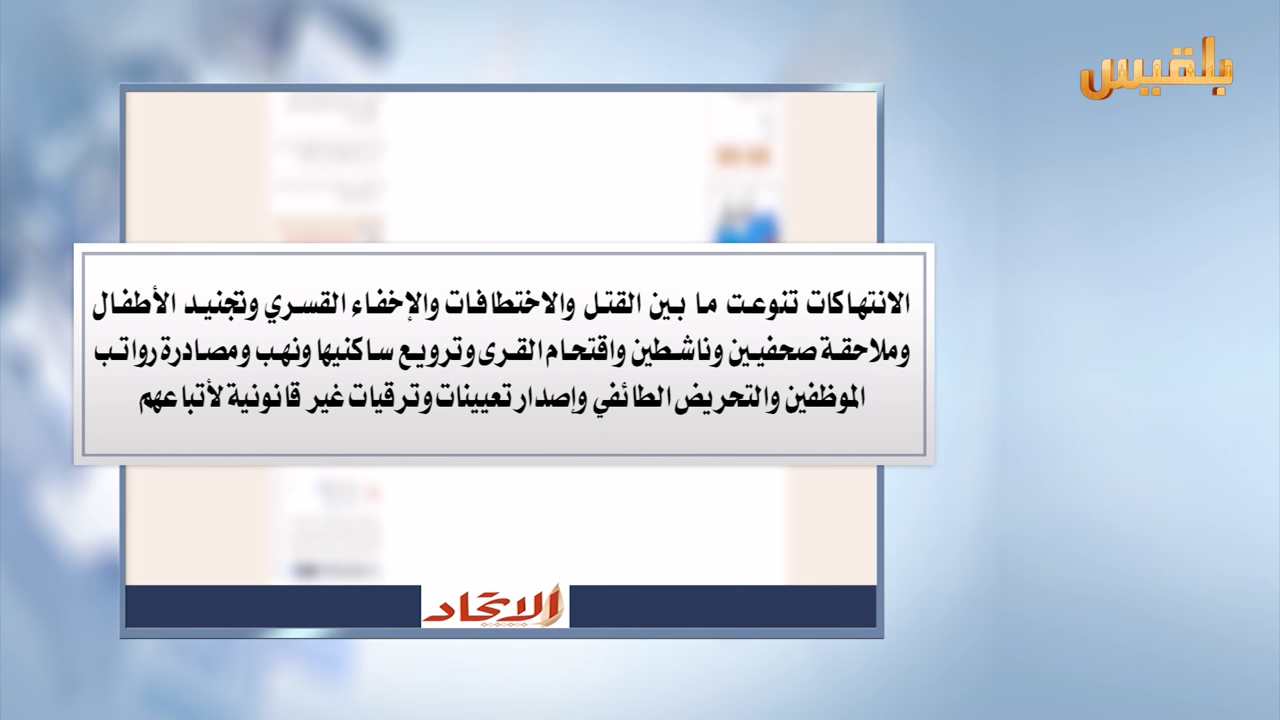 بلقيس
الانتهاكات تنوعت ما بين القتل والاختطافات والإخفاء القسري وتجنيد الأطفال
وملاحقة صحفيين وناشطين واقتحام القرى وترويع ساكنيها ونهب ومصادرة رواتب
الموظفين والتحريض الطائفي وإصدار تعيينات وترقيات غير قانونية لأتباعهم
الاتحاد